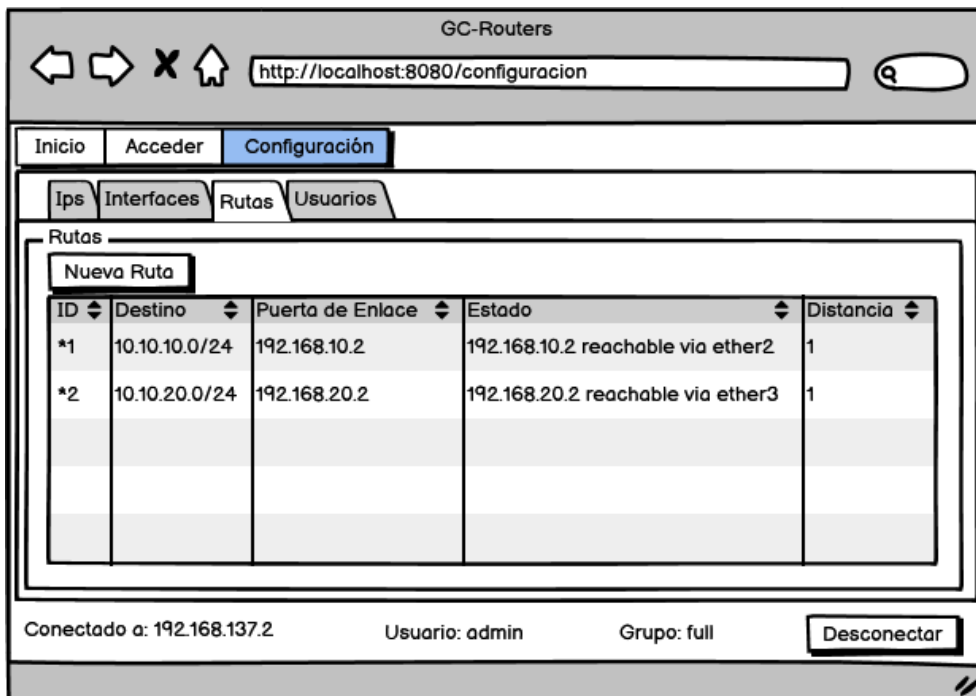 GC-Routers
http://localhost:8080/configuracion
Inicio Acceder Configuración
Ips Interfaces Rutas Usuarios
Rutas
Nueva Ruta
ID Destino Puerta de Enlace Estado Distancia
*1 10.10.10.0/24 192.168.10.2 192.168.10.2 reachable via ether2 1
*2 10.10.20.0/24 192.168.20.2 192.168.20.2 reachable via ether3 1
Conectado a: 192.168.137.2 Usuario: admin Grupo: full Desconectar